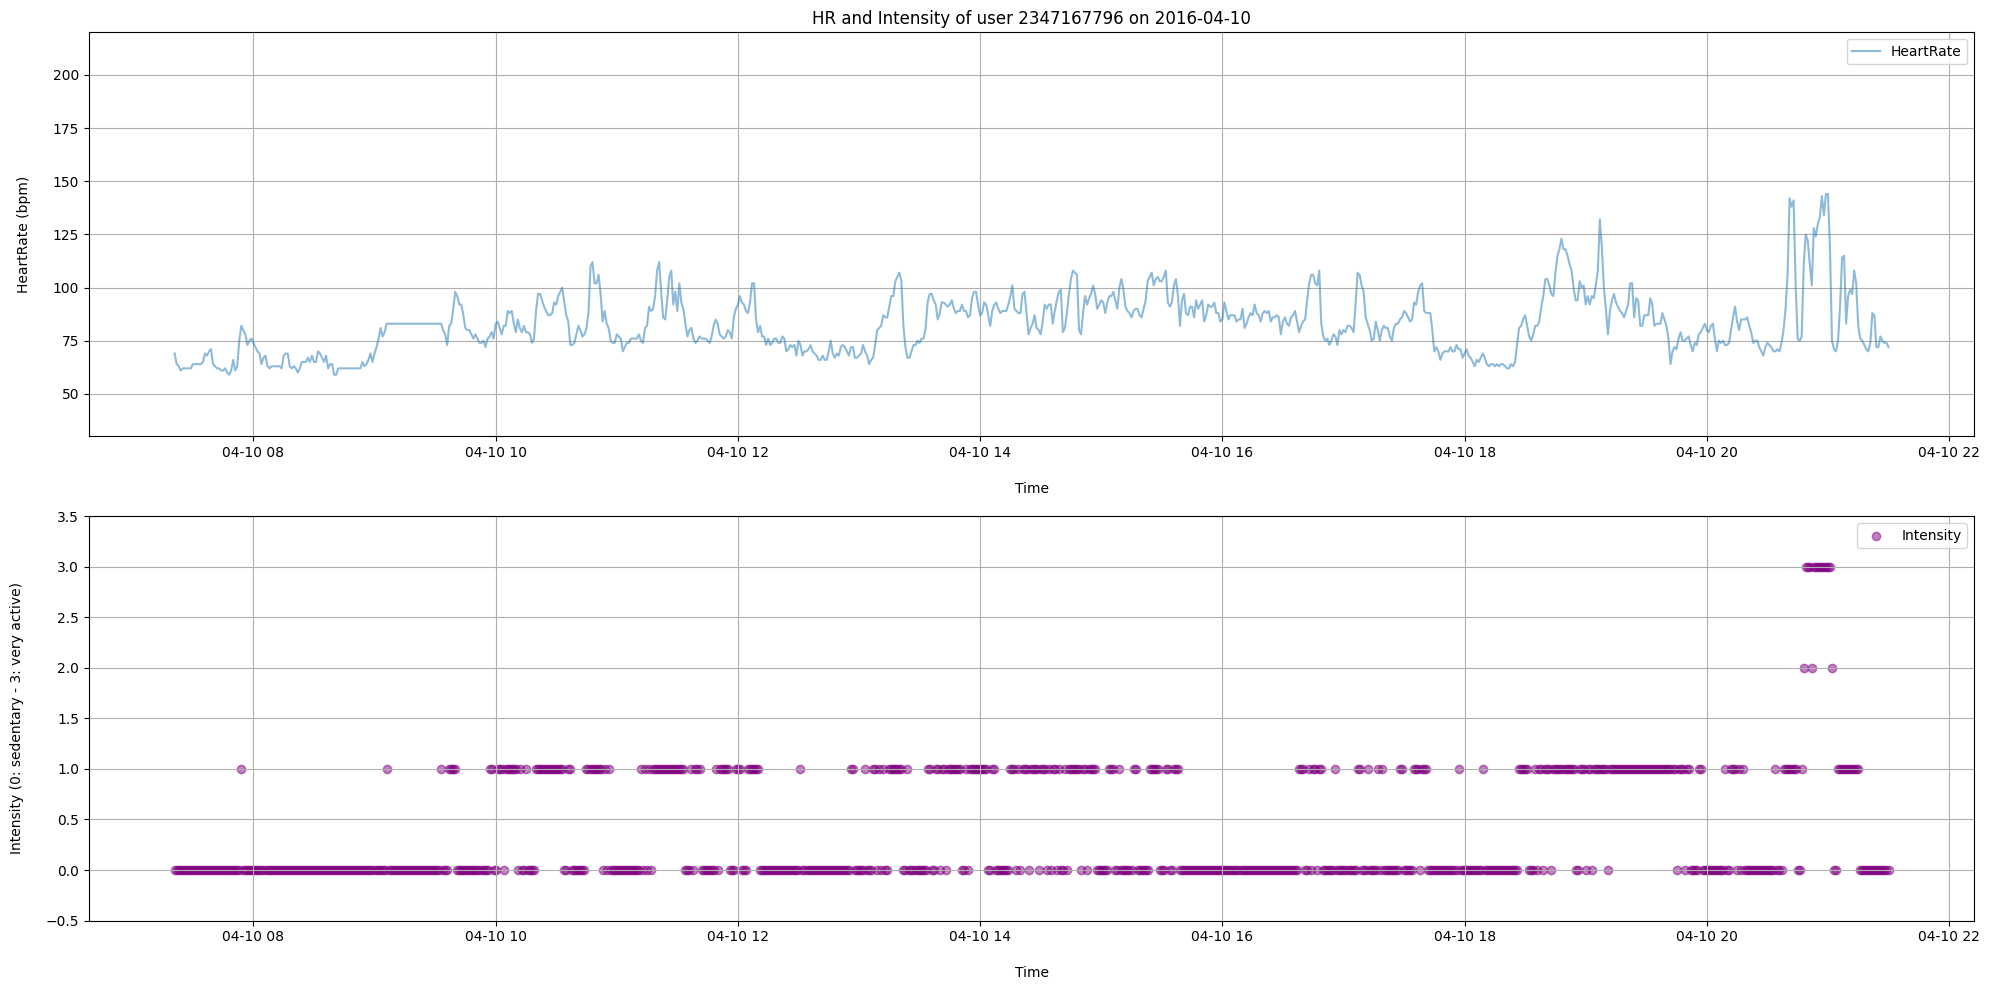 HR and Intensity of user 2347167796 on 2016-04-10
HeartRate
200
175
150
125
100
75
50
HeartRate (bpm)
04-10 08 04-10 10 04-10 12 04-10 14 04-10 16 04-10 18 04-10 20 04-10 22
Time
Intensity
3.5
3.0
2.5
2.0
1.5
1.0
0.5
0.0
−0.5
Intensity (0: sedentary - 3: very active)
04-10 08 04-10 10 04-10 12 04-10 14 04-10 16 04-10 18 04-10 20 04-10 22
Time